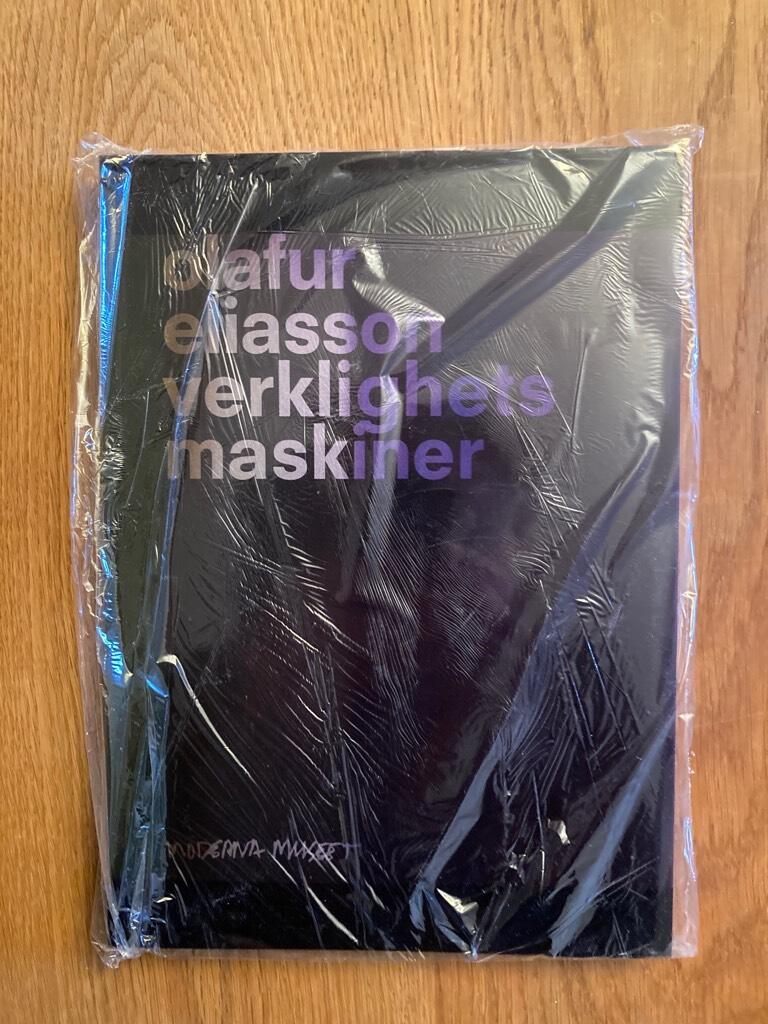 olafur
eliasson
verklighets
maskiner
MODERNA MUSEET